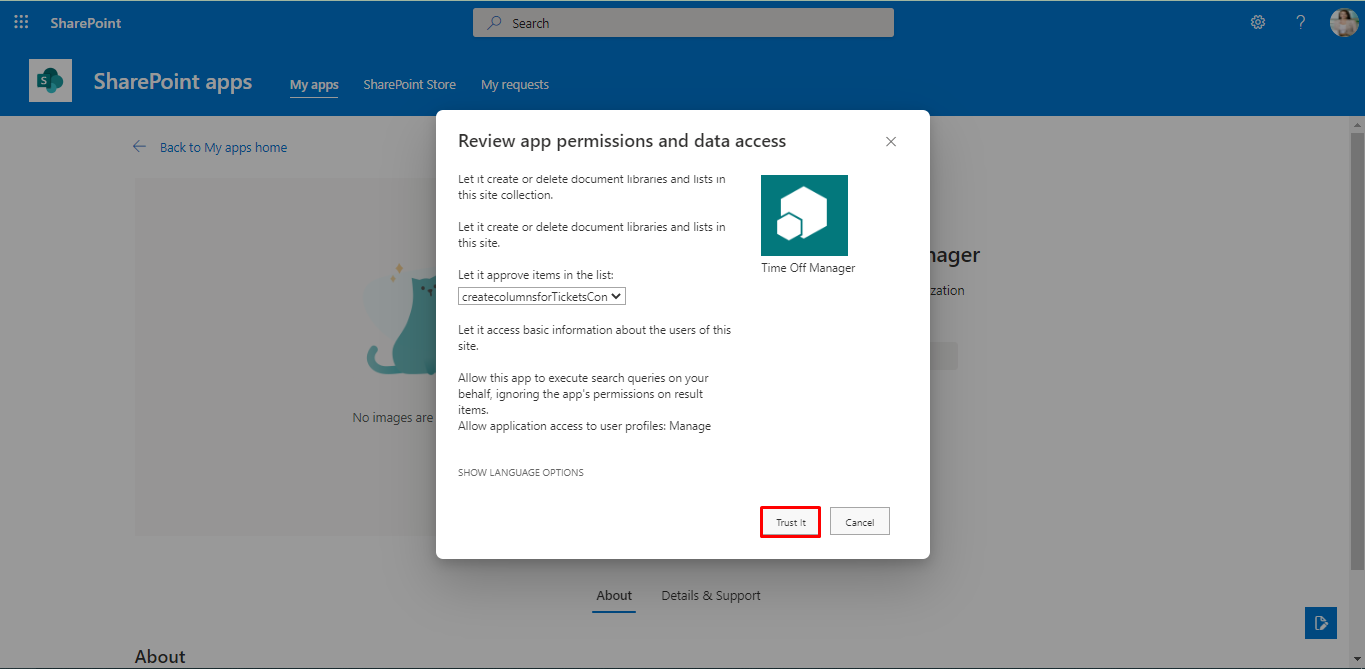 SharePoint
Search
?
S
SharePoint apps
My apps
SharePoint Store
My requests
Back to My apps home
Review app permissions and data access
Let it create or delete document libraries and lists in
this site collection.
Let it create or delete document libraries and lists in
this site.
Let it approve items in the list:
createcolumnsforTicketsCon
Let it access basic information about the users of this
site.
Allow this app to execute search queries on your
behalf, ignoring the app's permissions on result
items.
Allow application access to user profiles: Manage
SHOW LANGUAGE OPTIONS
Time Off Manager
Trust It
Cancel
nager
zation
No images are
About
Details & Support
About